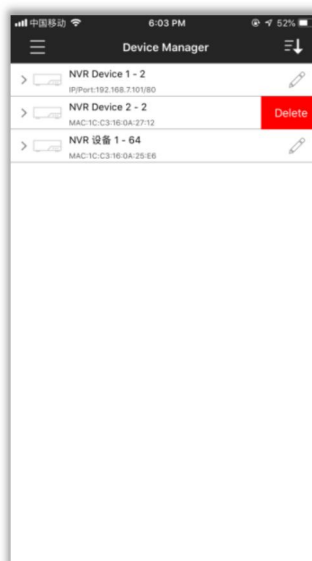 中国移动 6:03 PM 52%
Device Manager
NVR Device 1 - 2
IP/Port:192.168.7.101/80
NVR Device 2 - 2
MAC:1C:C3:16:0A:27:12
Delete
NVR 设备 1 - 64
MAC:1C:C3:16:0A:25:E6